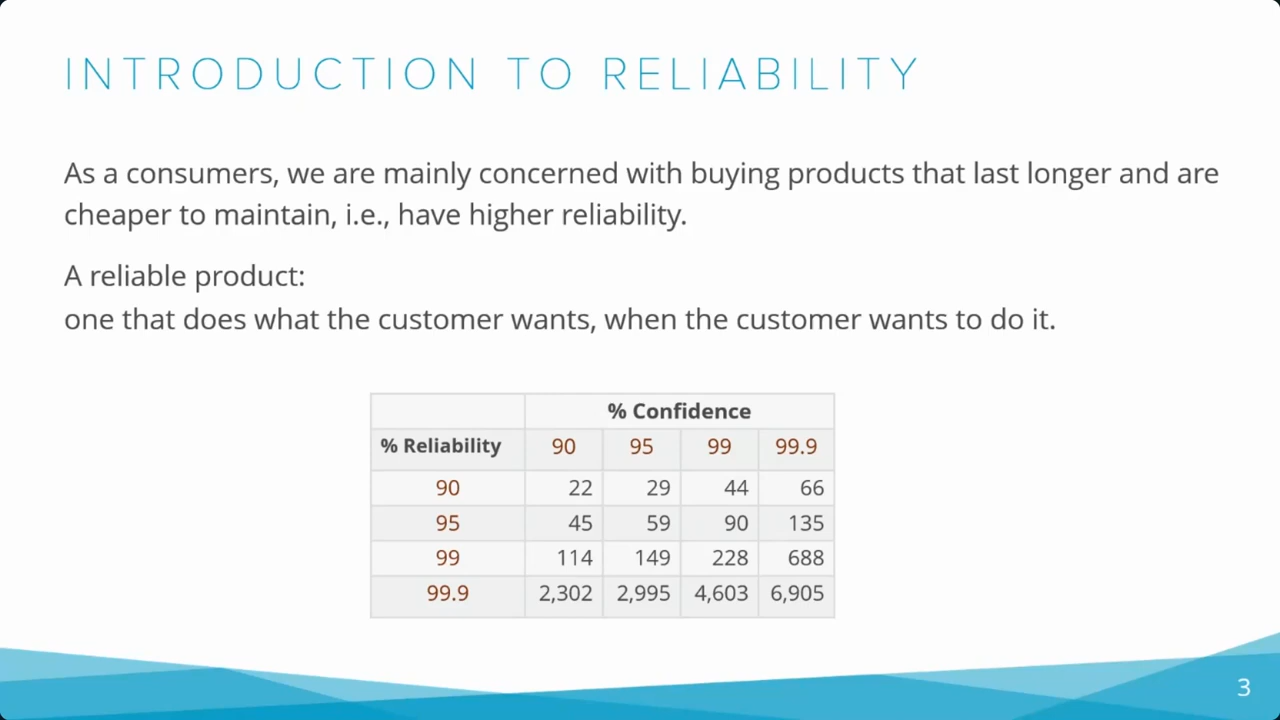 INTRODUCTION TO RELIABILITY
As a consumers, we are mainly concerned with buying products that last longer and are
cheaper to maintain, i.e., have higher reliability.
A reliable product:
one that does what the customer wants, when the customer wants to do it.
% Confidence
% Reliability 90 95 99 99.9
90 22 29 44 66
95 45 59 90 135
99 114 149 228 688
99.9 2,302 2,995 4,603 6,905
3